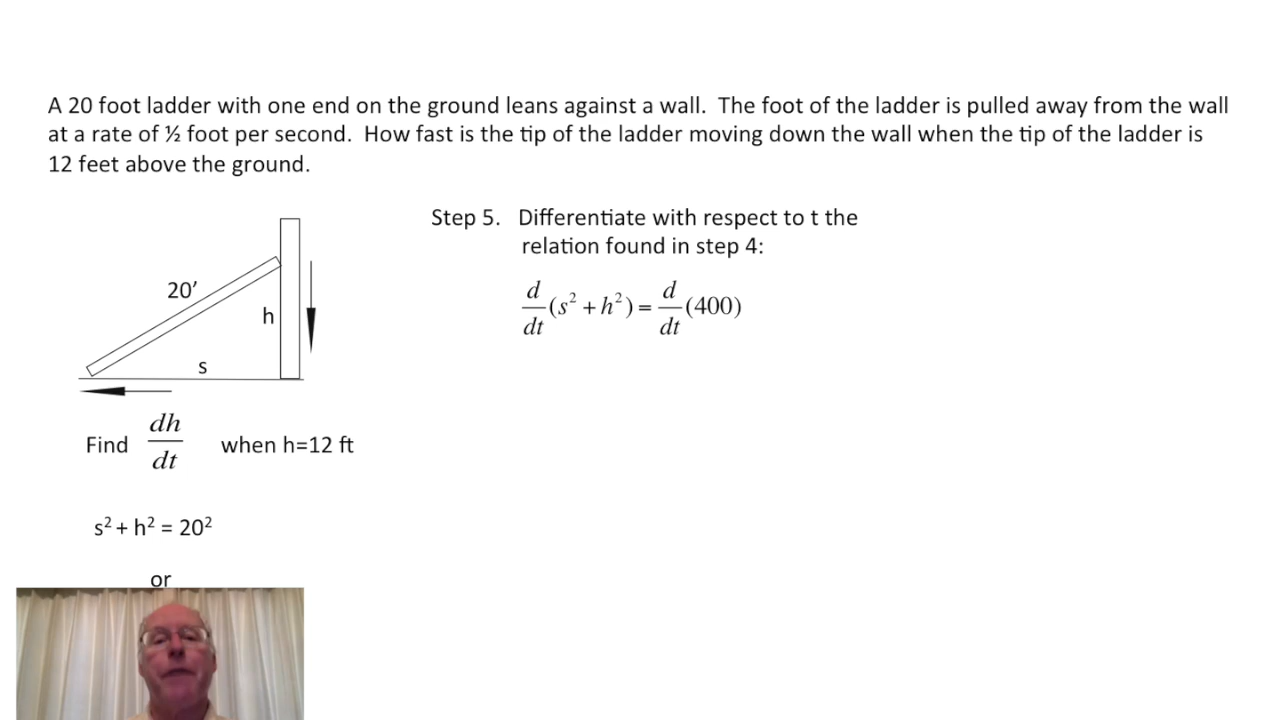 A 20 foot ladder with one end on the ground leans against a wall.  The foot of the ladder is pulled away from the wall
at a rate of ½ foot per second.  How fast is the tip of the ladder moving down the wall when the tip of the ladder is
12 feet above the ground.
Step 5.   Differentiate with respect to t the
relation found in step 4:
d/dt (s² + h²) = d/dt (400)
20'
h
s
Find dh/dt when h=12 ft
s² + h² = 20²
or